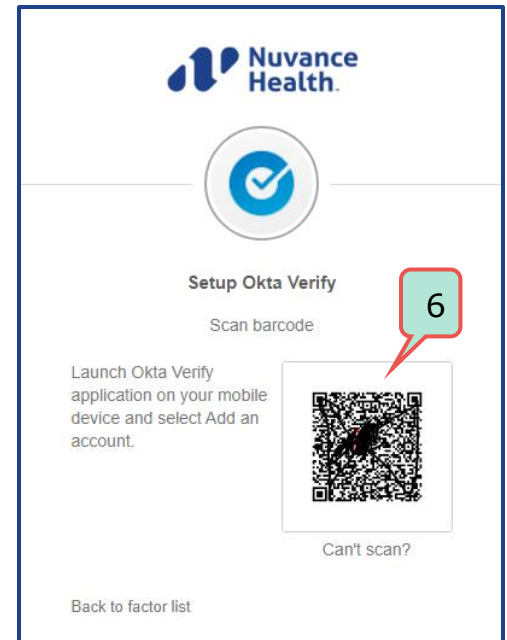 Nuvance
Health.
Setup Okta Verify
Scan barcode
6
Launch Okta Verify
application on your mobile
device and select Add an
account.
Can't scan?
Back to factor list